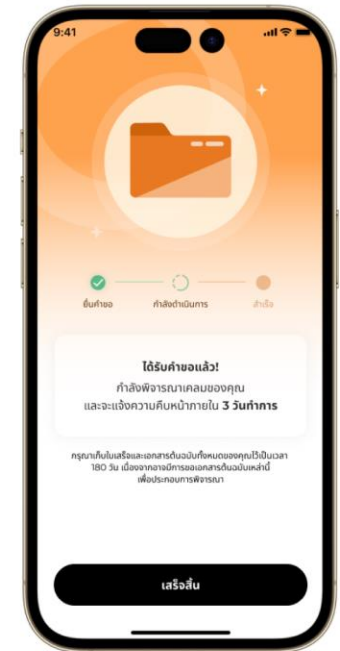 9:41
ยื่นคำขอ กำลังดำเนินการ สำเร็จ
ได้รับคำขอแล้ว!
กำลังพิจารณาเคลมของคุณ
และจะแจ้งความคืบหน้าภายใน 3 วันทำการ
กรุณาเก็บใบเสร็จและเอกสารต้นฉบับทั้งหมดของคุณไว้เป็นเวลา
180 วัน เนื่องจากอาจมีการขอเอกสารต้นฉบับเหล่านี้
เพื่อประกอบการพิจารณา
เสร็จสิ้น